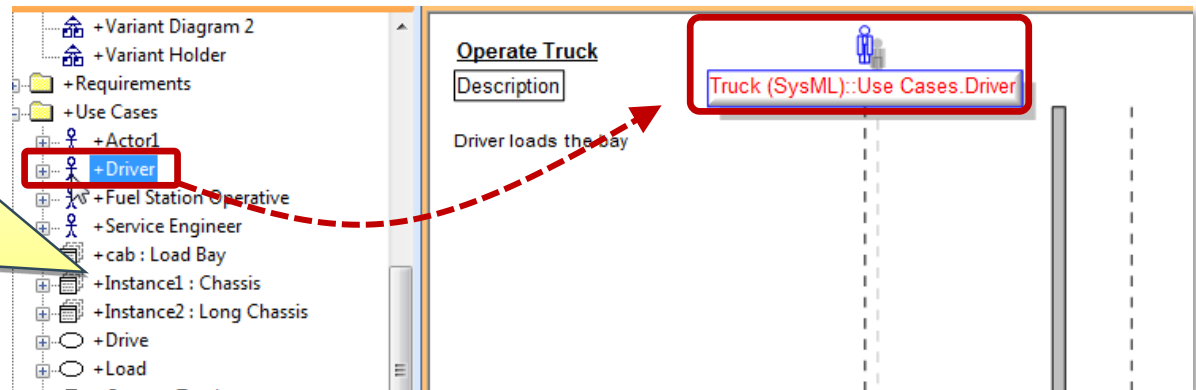 +Variant Diagram 2
+Variant Holder
+Requirements
+Use Cases
+Actor1
+Driver
+Fuel Station Operative
+Service Engineer
+cab : Load Bay
+Instance1 : Chassis
+Instance2 : Long Chassis
+Drive
+Load
Operate Truck
Description
Driver loads the bay
Truck (SysML)::Use Cases.Driver